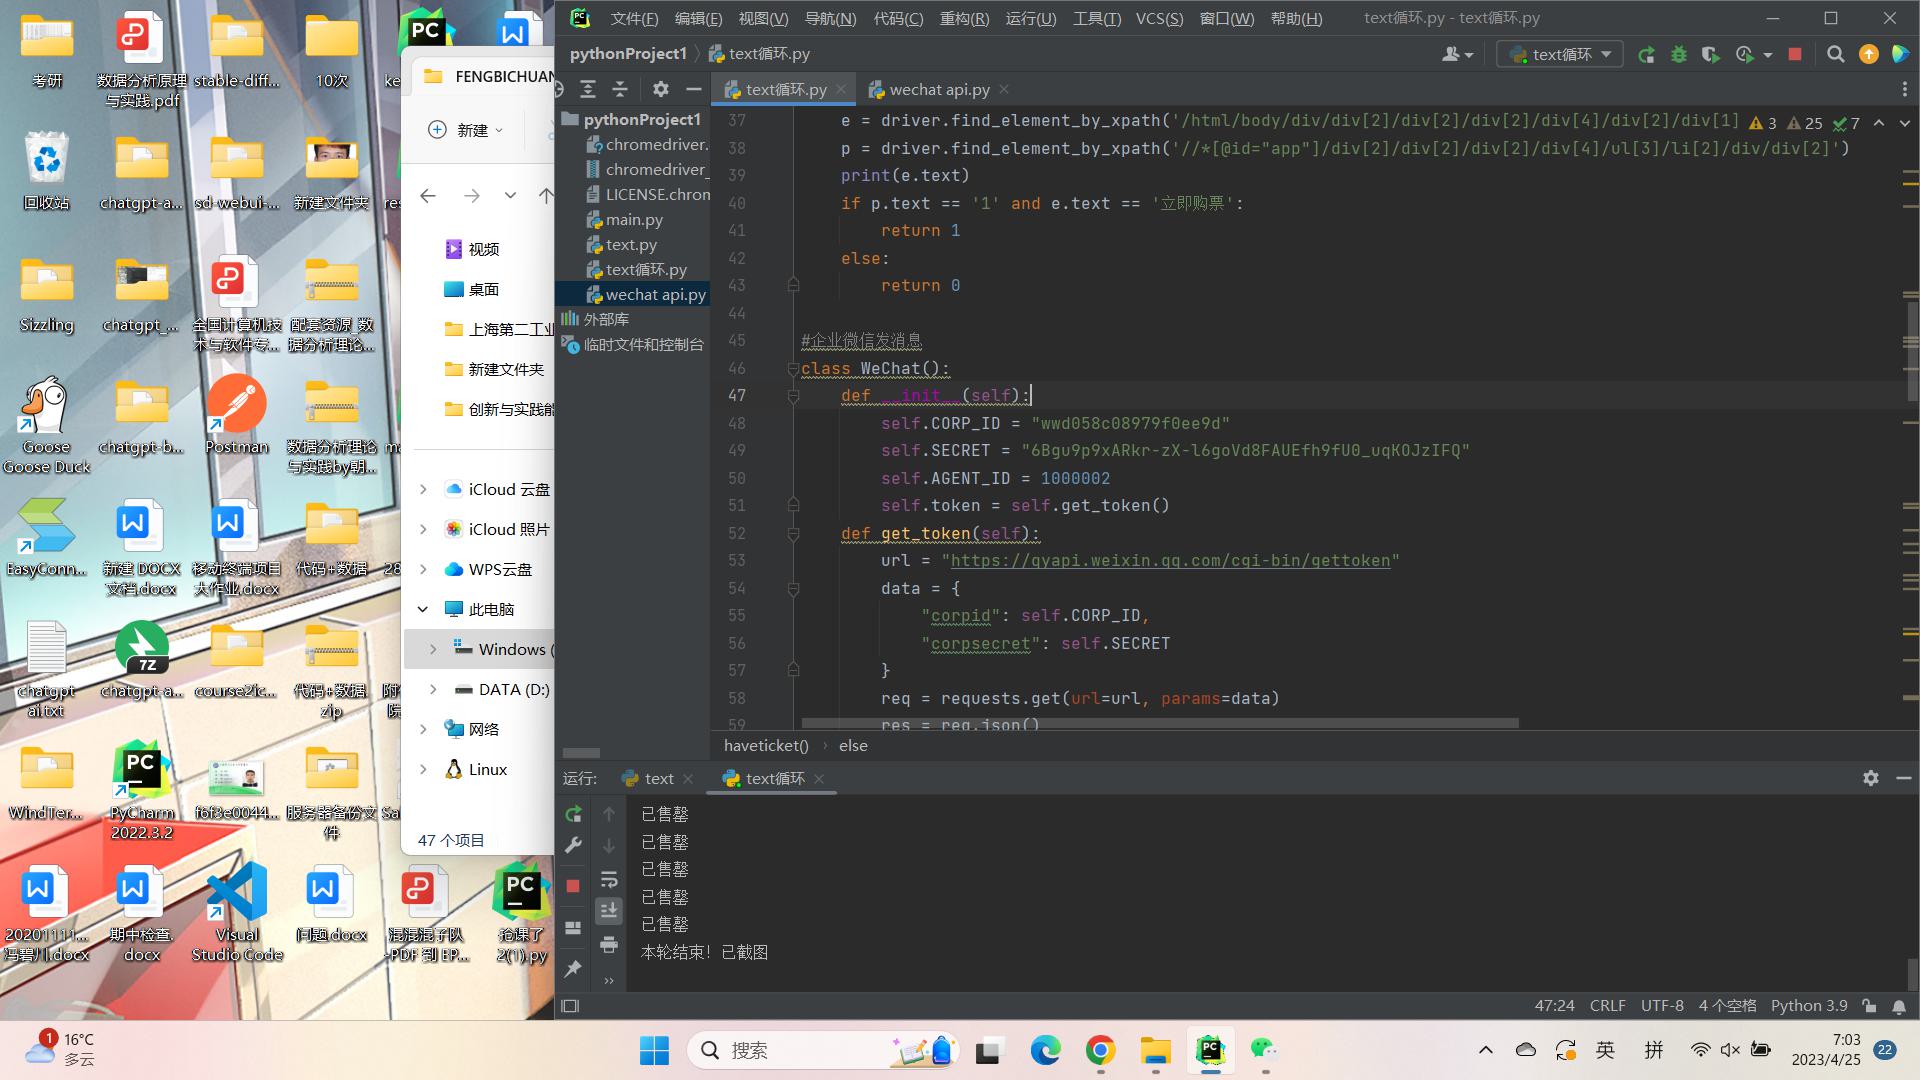 考研
数据分析原理
与实践.pdf
stable-diff...
10次
回收站
chatgpt-a...
sd-webui-...
新建文件夹
Sizzling
chatgpt_...
全国计算机技
术与软件专...
配套资源_数
据分析理论...
Goose
Goose Duck
chatgpt-b...
Postman
数据分析理论
与实践by朝...
EasyConn...
新建 DOCX
文档.docx
移动终端项目
大作业.docx
代码+数据
chatgpt
ai.txt
chatgpt-a...
course2ic...
代码+数据.
zip
WindTer...
PyCharm
2022.3.2
f6f3e0044...
服务器备份文
件
20201111...
冯碧川.docx
期中检查.
docx
Visual
Studio Code
问题.docx
混混混子队
-PDF 到 EP...
抢课了
2(1).py
FENGBICHUAN
新建
视频
桌面
上海第二工业
新建文件夹
创新与实践能
iCloud 云盘
iCloud 照片
WPS云盘
此电脑
Windows (
DATA (D:)
网络
Linux
47 个项目
文件(F) 编辑(E) 视图(V) 导航(N) 代码(C) 重构(R) 运行(U) 工具(T) VCS(S) 窗口(W) 帮助(H) text循环.py - text循环.py
pythonProject1 text循环.py
text循环
text循环.py wechat api.py
pythonProject1
chromedriver.
chromedriver_
LICENSE.chrom
main.py
text.py
text循环.py
wechat api.py
外部库
临时文件和控制台
3 25 7
37 e = driver.find_element_by_xpath('/html/body/div/div[2]/div[2]/div[2]/div[4]/div[2]/div[1]
38 p = driver.find_element_by_xpath('//*[@id="app"]/div[2]/div[2]/div[2]/div[4]/ul[3]/li[2]/div/div[2]')
39 print(e.text)
40 if p.text == '1' and e.text == '立即购票':
41 return 1
42 else:
43 return 0
44
45 #企业微信发消息
46 class WeChat():
47 def __init__(self):
48 self.CORP_ID = "wwd058c08979f0ee9d"
49 self.SECRET = "6Bgu9p9xARkr-zX-l6goVd8FAUEfh9fU0_uqKOJzIFQ"
50 self.AGENT_ID = 1000002
51 self.token = self.get_token()
52 def get_token(self):
53 url = "https://qyapi.weixin.qq.com/cgi-bin/gettoken"
54 data = {
55 "corpid": self.CORP_ID,
56 "corpsecret": self.SECRET
57 }
58 req = requests.get(url=url, params=data)
59 res = req.json()
haveticket() else
运行: text text循环
已售罄
已售罄
已售罄
已售罄
已售罄
本轮结束！已截图
47:24 CRLF UTF-8 4 个空格 Python 3.9
1 16°C
多云
搜索
英 拼
7:03
2023/4/25
22